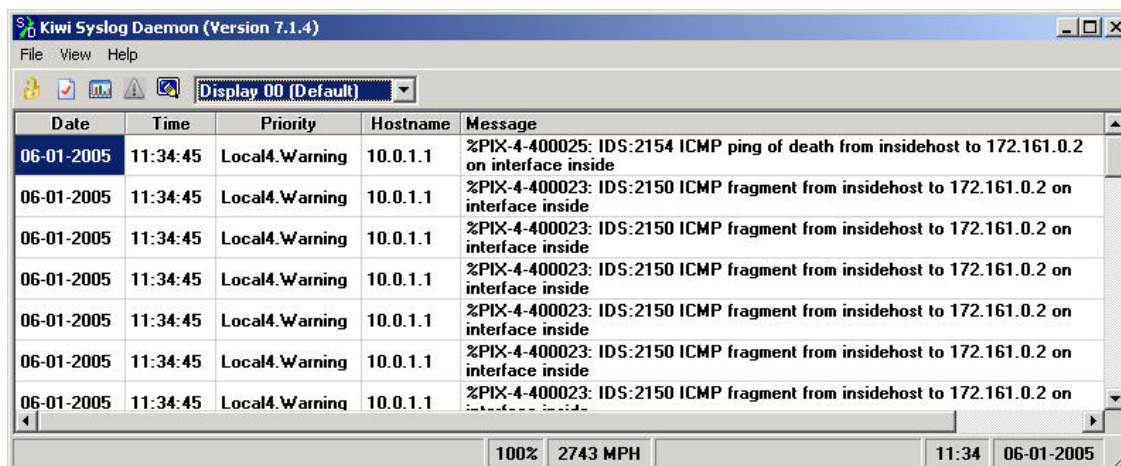 Kiwi Syslog Daemon (Version 7.1.4)
File View Help
Display 00 (Default)
Date Time Priority Hostname Message
06-01-2005 11:34:45 Local4.Warning 10.0.1.1 %PIX-4-400025: IDS:2154 ICMP ping of death from insidehost to 172.161.0.2
on interface inside
06-01-2005 11:34:45 Local4.Warning 10.0.1.1 %PIX-4-400023: IDS:2150 ICMP fragment from insidehost to 172.161.0.2 on
interface inside
06-01-2005 11:34:45 Local4.Warning 10.0.1.1 %PIX-4-400023: IDS:2150 ICMP fragment from insidehost to 172.161.0.2 on
interface inside
06-01-2005 11:34:45 Local4.Warning 10.0.1.1 %PIX-4-400023: IDS:2150 ICMP fragment from insidehost to 172.161.0.2 on
interface inside
06-01-2005 11:34:45 Local4.Warning 10.0.1.1 %PIX-4-400023: IDS:2150 ICMP fragment from insidehost to 172.161.0.2 on
interface inside
06-01-2005 11:34:45 Local4.Warning 10.0.1.1 %PIX-4-400023: IDS:2150 ICMP fragment from insidehost to 172.161.0.2 on
interface inside
06-01-2005 11:34:45 Local4.Warning 10.0.1.1 %PIX-4-400023: IDS:2150 ICMP fragment from insidehost to 172.161.0.2 on
100% 2743 MPH 11:34 06-01-2005